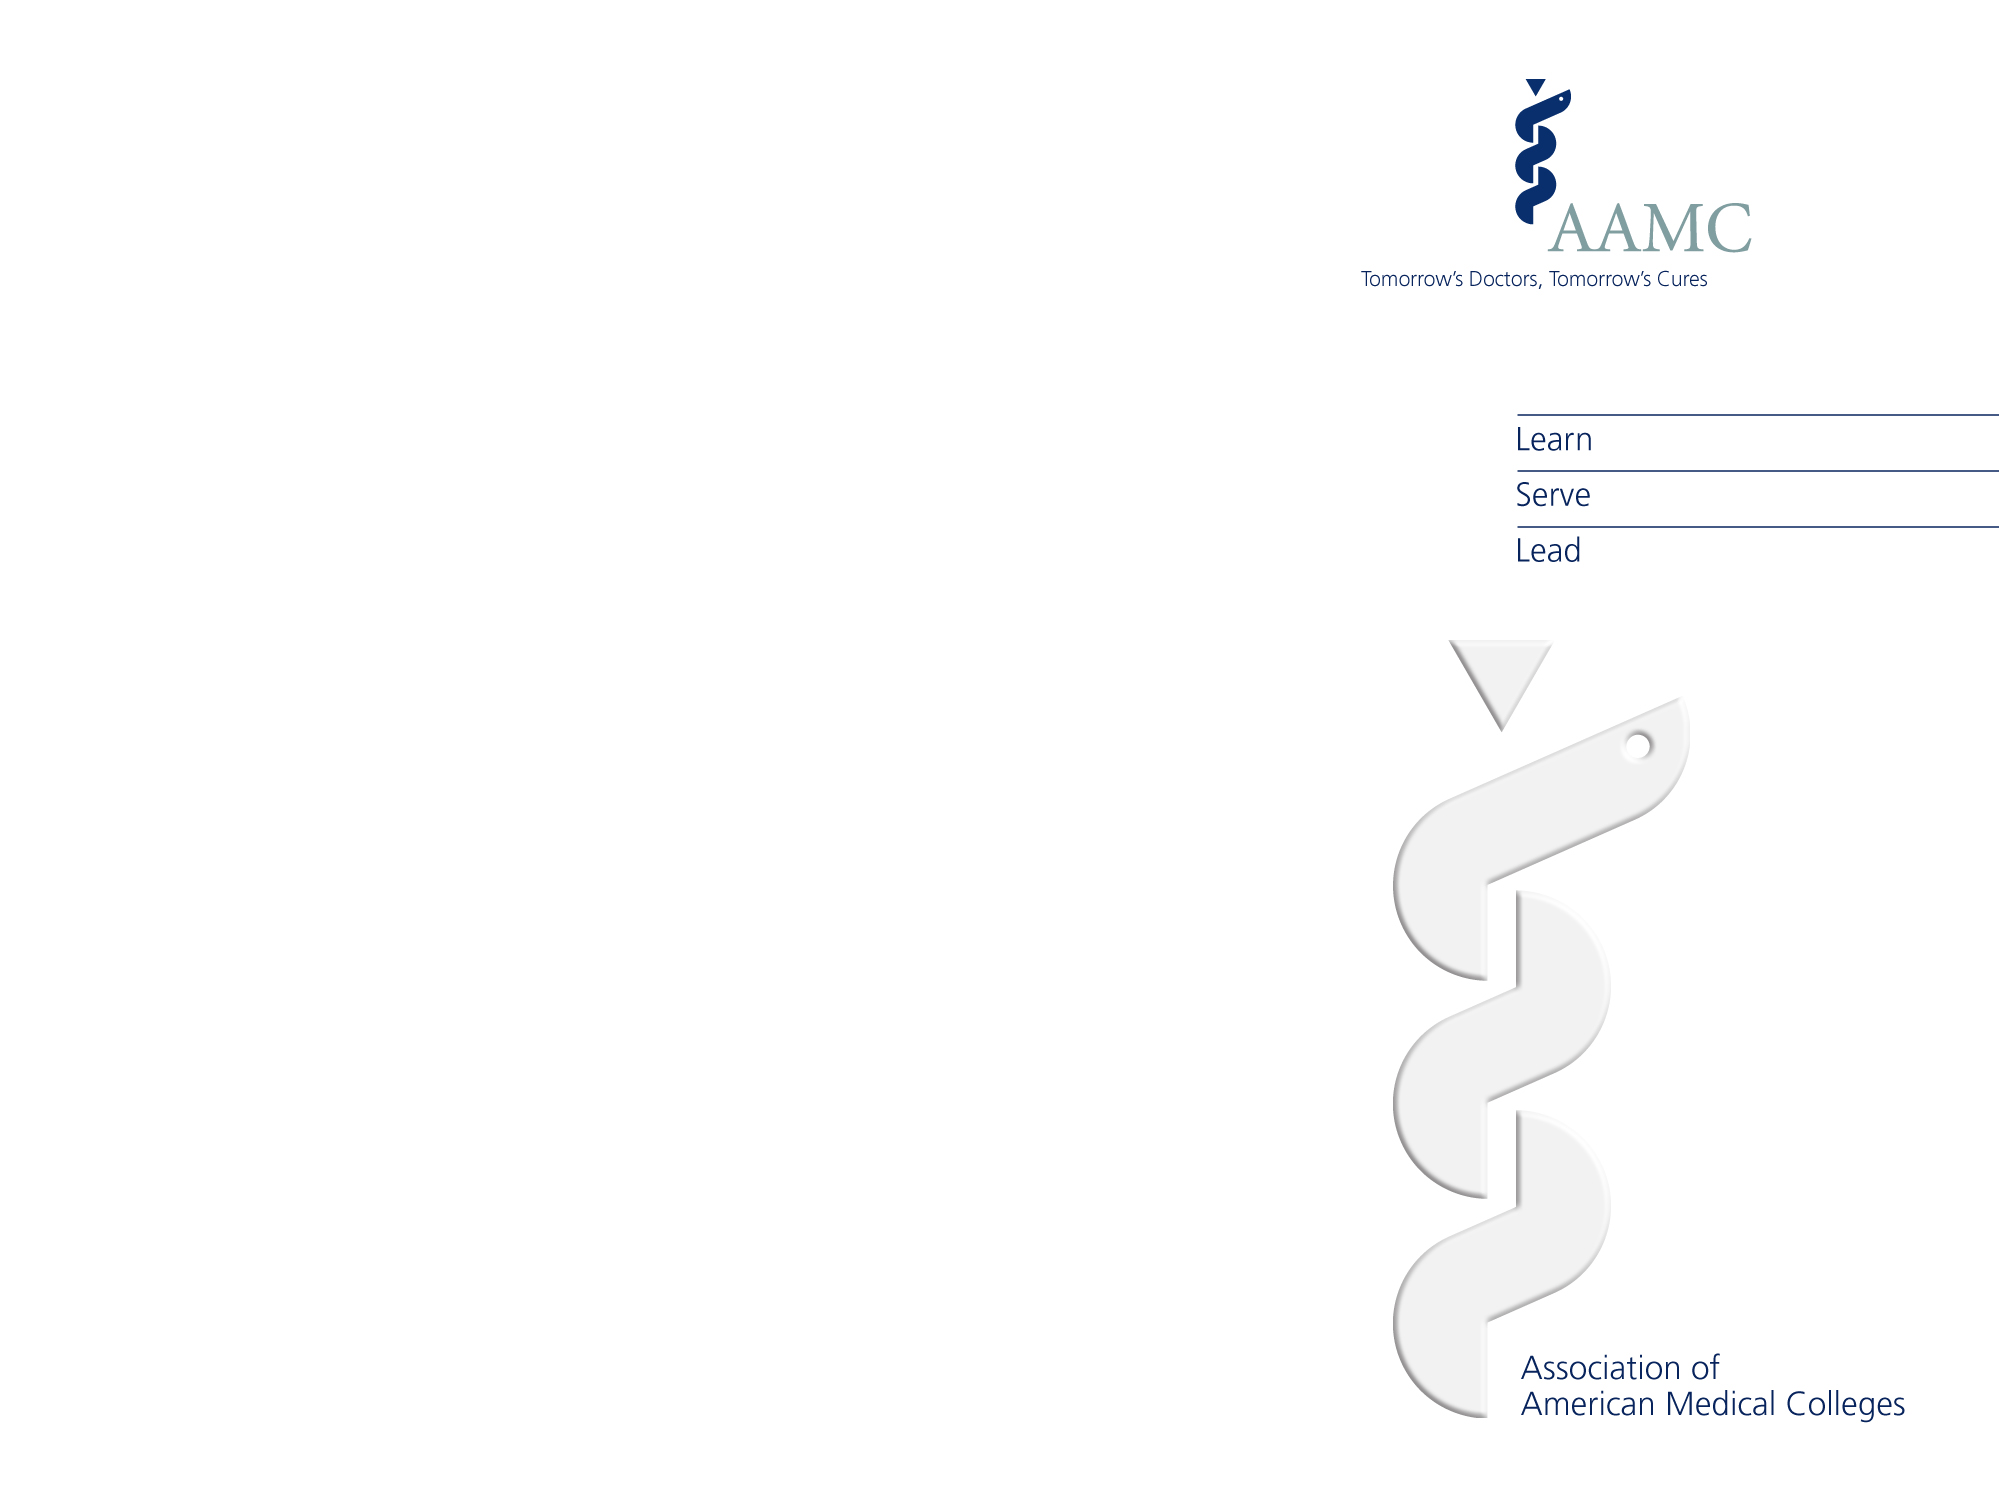 AAMC
Tomorrow’s Doctors, Tomorrow’s Cures
Learn
Serve
Lead
Association of
American Medical Colleges